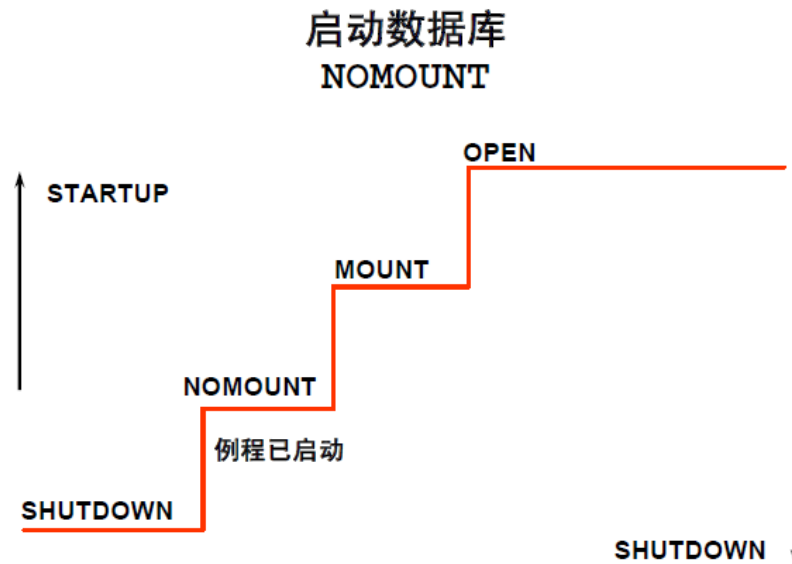 启动数据库
NOMOUNT
OPEN
STARTUP
MOUNT
NOMOUNT
例程已启动
SHUTDOWN
SHUTDOWN